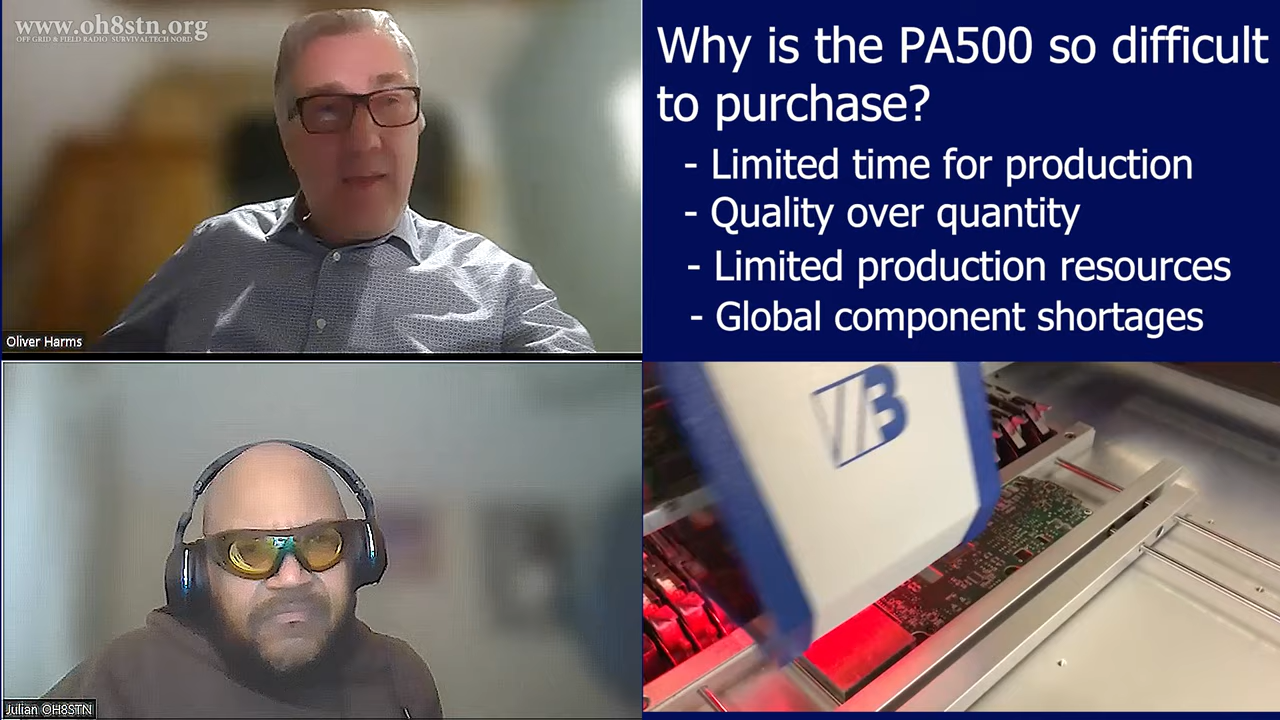 www.oh8stn.org
OFF GRID & FIELD RADIO SURVIVALTECH NORD
Oliver Harms
Why is the PA500 so difficult
to purchase?
- Limited time for production
- Quality over quantity
- Limited production resources
- Global component shortages
Julian OH8STN